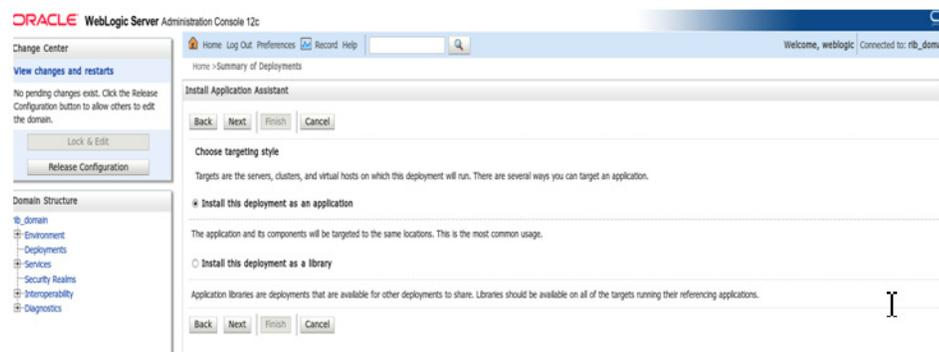 ORACLE WebLogic Server Administration Console 12c
Change Center
View changes and restarts
No pending changes exist. Click the Release
Configuration button to allow others to edit
the domain.
Lock & Edit
Release Configuration
Domain Structure
rib_domain
Environment
Deployments
Services
Security Realms
Interoperability
Diagnostics
Home Log Out Preferences Record Help
Welcome, weblogic Connected to: rib_doma
Home >Summary of Deployments
Install Application Assistant
Back Next Finish Cancel
Choose targeting style
Targets are the servers, clusters, and virtual hosts on which this deployment will run. There are several ways you can target an application.
Install this deployment as an application
The application and its components will be targeted to the same locations. This is the most common usage.
Install this deployment as a library
Application libraries are deployments that are available for other deployments to share. Libraries should be available on all of the targets running their referencing applications.
Back Next Finish Cancel